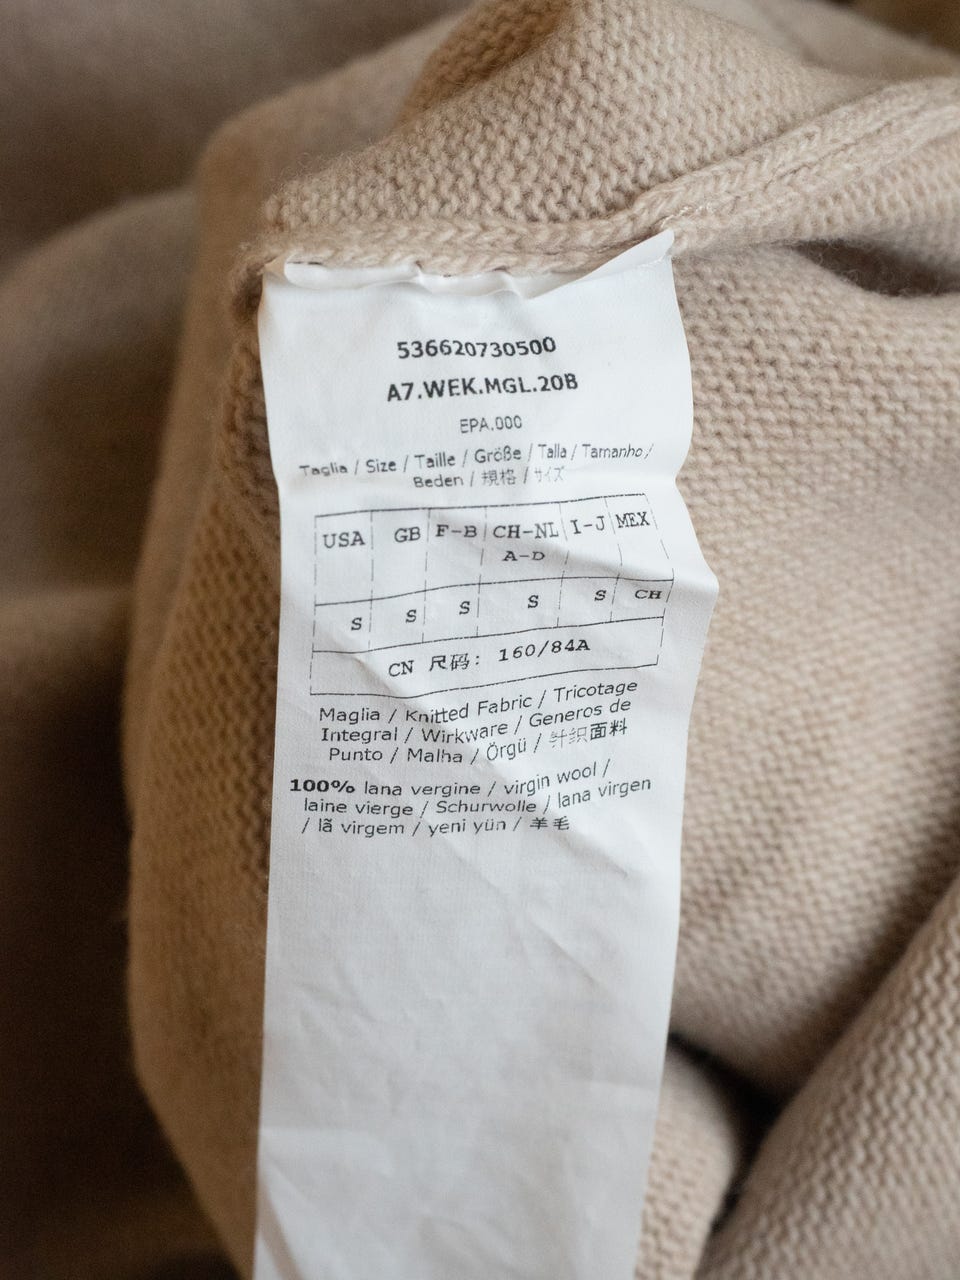 536620730500
A7.WEK.MGL.20B
EPA.000
Taglia / Size / Taille / Größe / Talla / Tamanho /
Beden / 規格 / サイズ
USA GB F-B CH-NL I-J MEX
A-D
S S S S S CH
CN 尺码: 160/84A
Maglia / Knitted Fabric / Tricotage
Integral / Wirkware / Generos de
Punto / Malha / Örgü / 针织面料
100% lana vergine / virgin wool /
laine vierge / Schurwolle / lana virgen
/ lã virgem / yeni yün / 羊毛